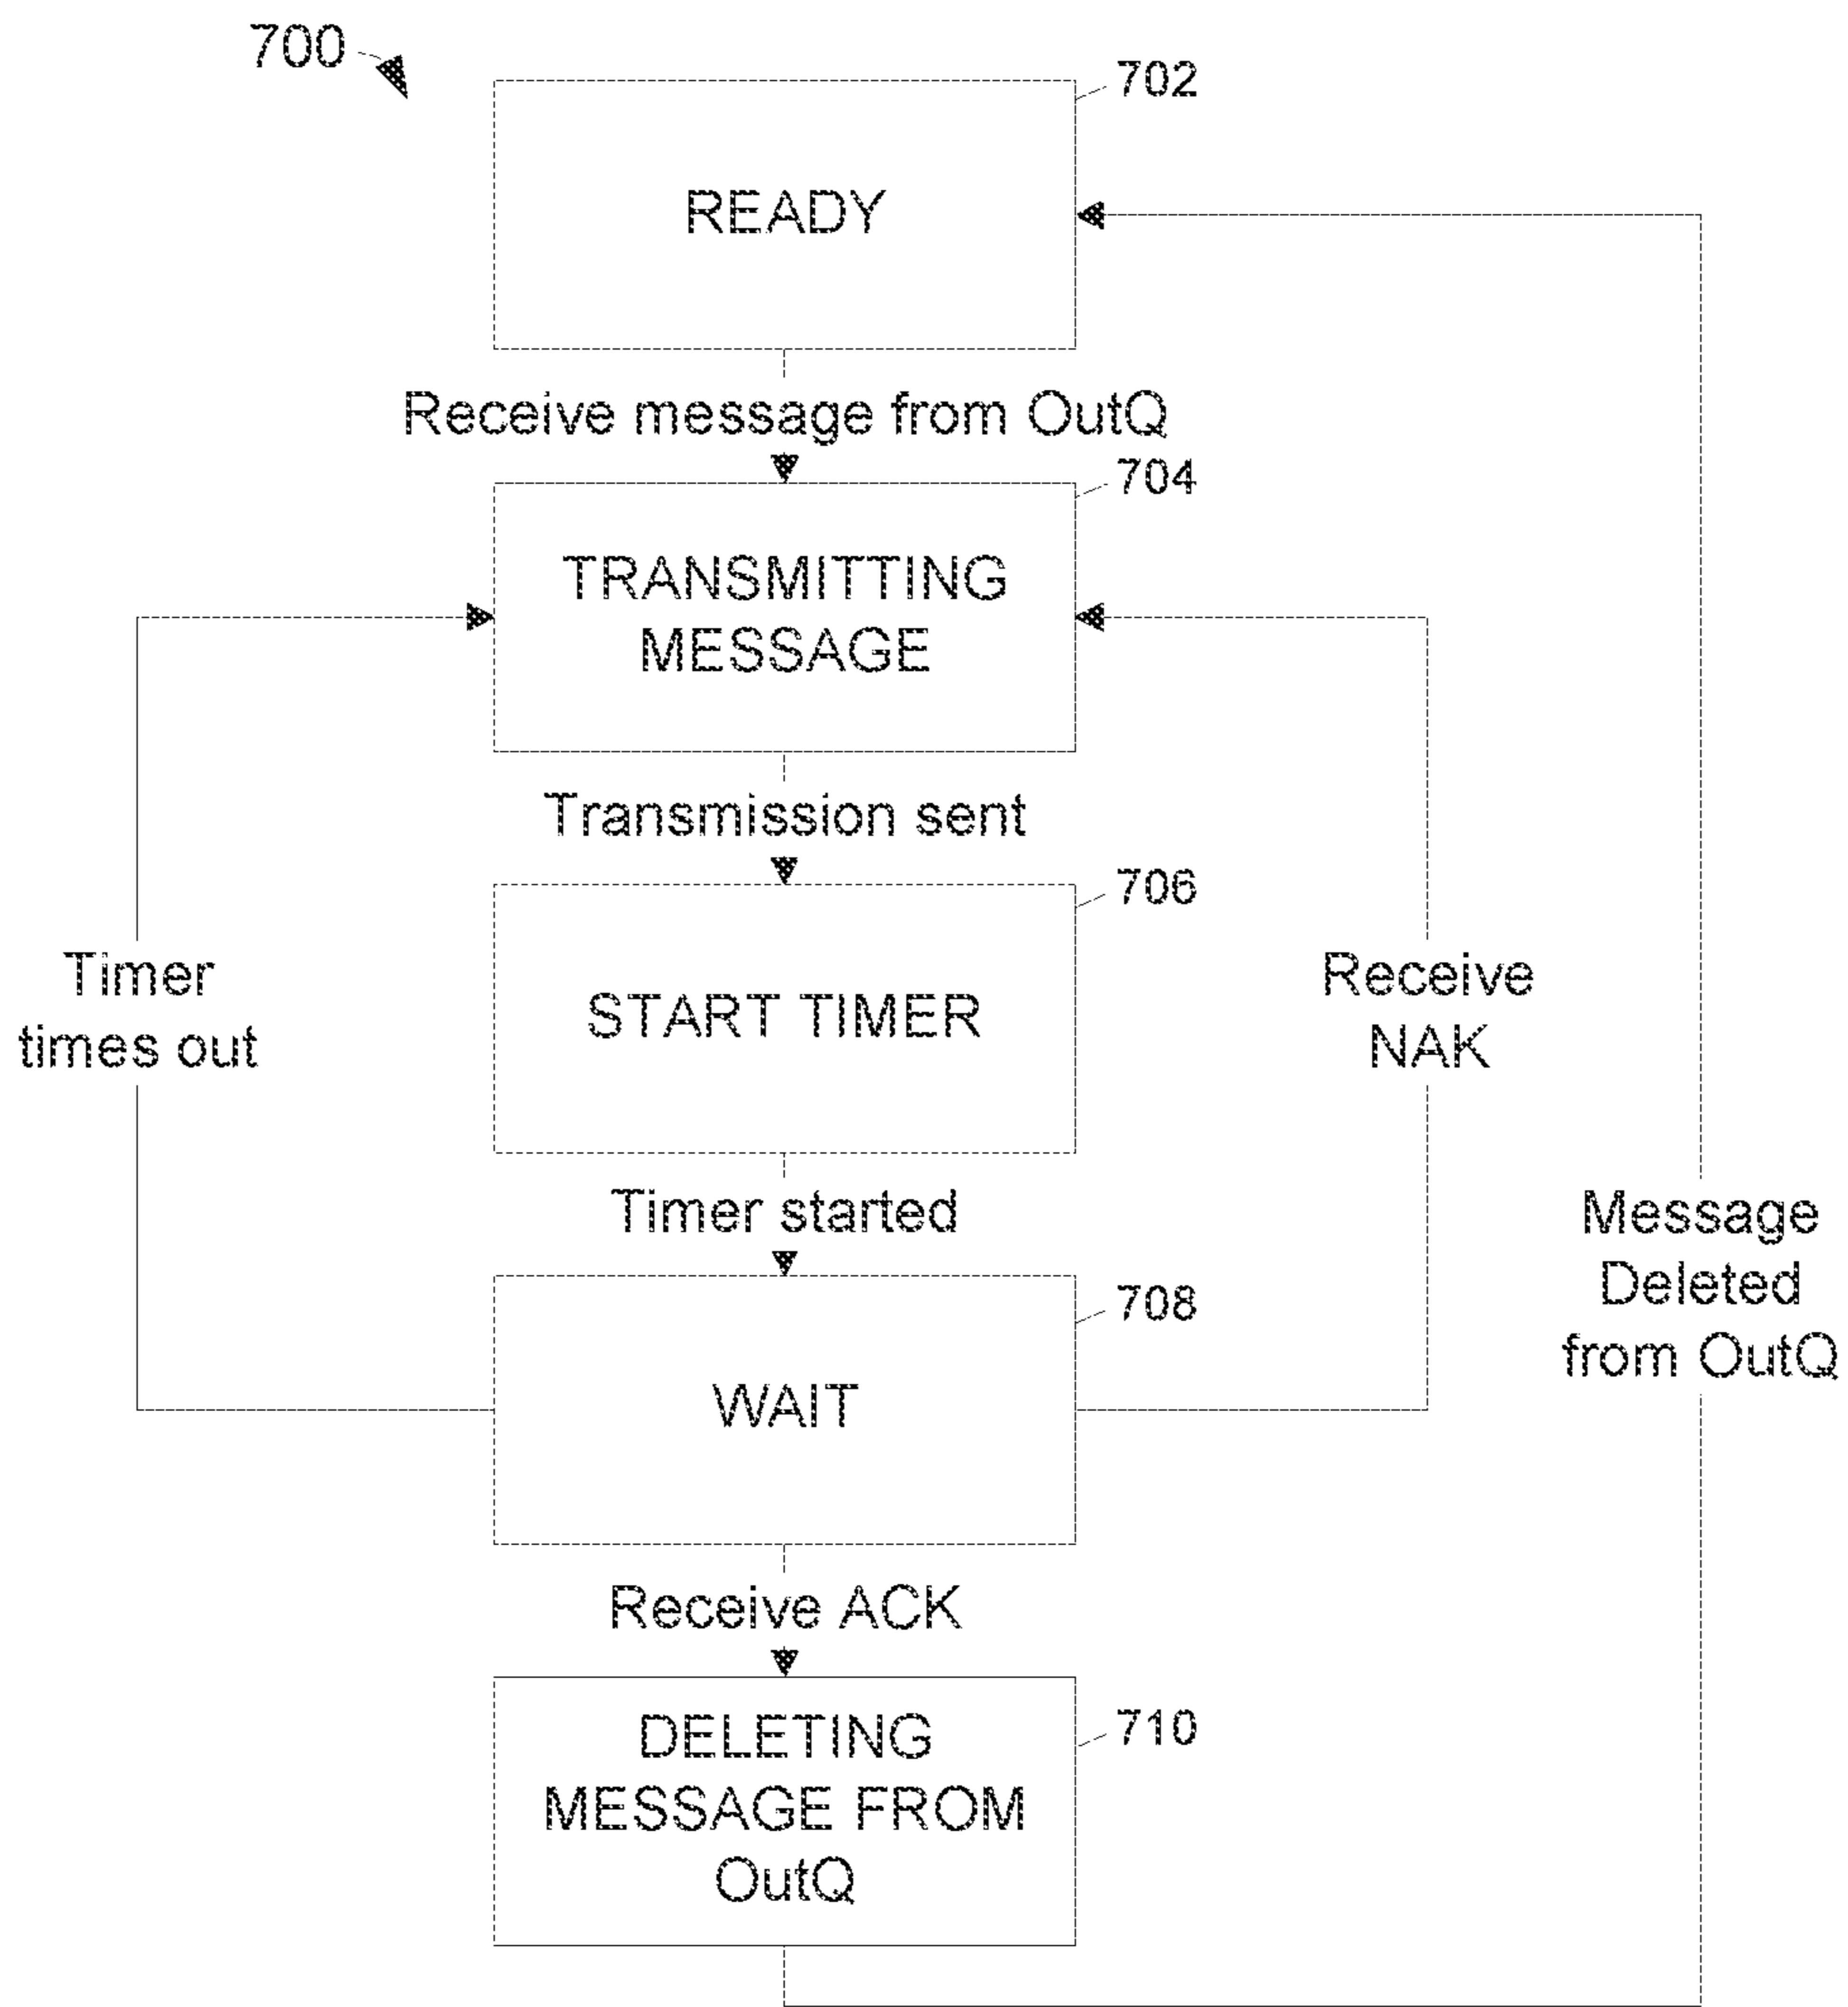 700
702
READY
Receive message from OutQ
704
TRANSMITTING
MESSAGE
Transmission sent
706
Timer
times out
START TIMER
Receive
NAK
Timer started
Message
Deleted
from OutQ
708
WAIT
Receive ACK
710
DELETING
MESSAGE FROM
OutQ